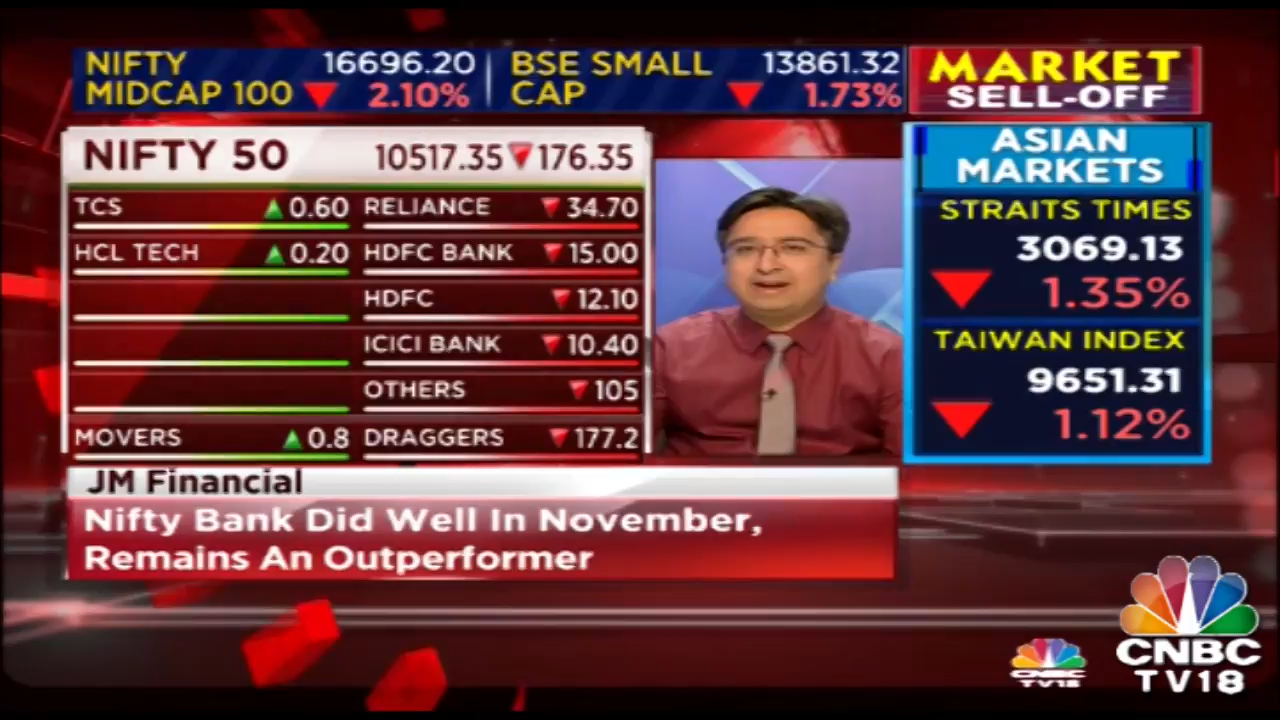 NIFTY 16696.20
MIDCAP 100 ▼ 2.10%
BSE SMALL 13861.32
CAP ▼ 1.73%
MARKET
SELL-OFF
NIFTY 50 10517.35 ▼ 176.35
TCS ▲ 0.60 RELIANCE ▼ 34.70
HCL TECH ▲ 0.20 HDFC BANK ▼ 15.00
HDFC ▼ 12.10
ICICI BANK ▼ 10.40
OTHERS ▼ 105
MOVERS ▲ 0.8 DRAGGERS ▼ 177.2
ASIAN
MARKETS
STRAITS TIMES
3069.13
▼ 1.35%
TAIWAN INDEX
9651.31
▼ 1.12%
JM Financial
Nifty Bank Did Well In November,
Remains An Outperformer
CNBC
TV18
CNBC
TV18